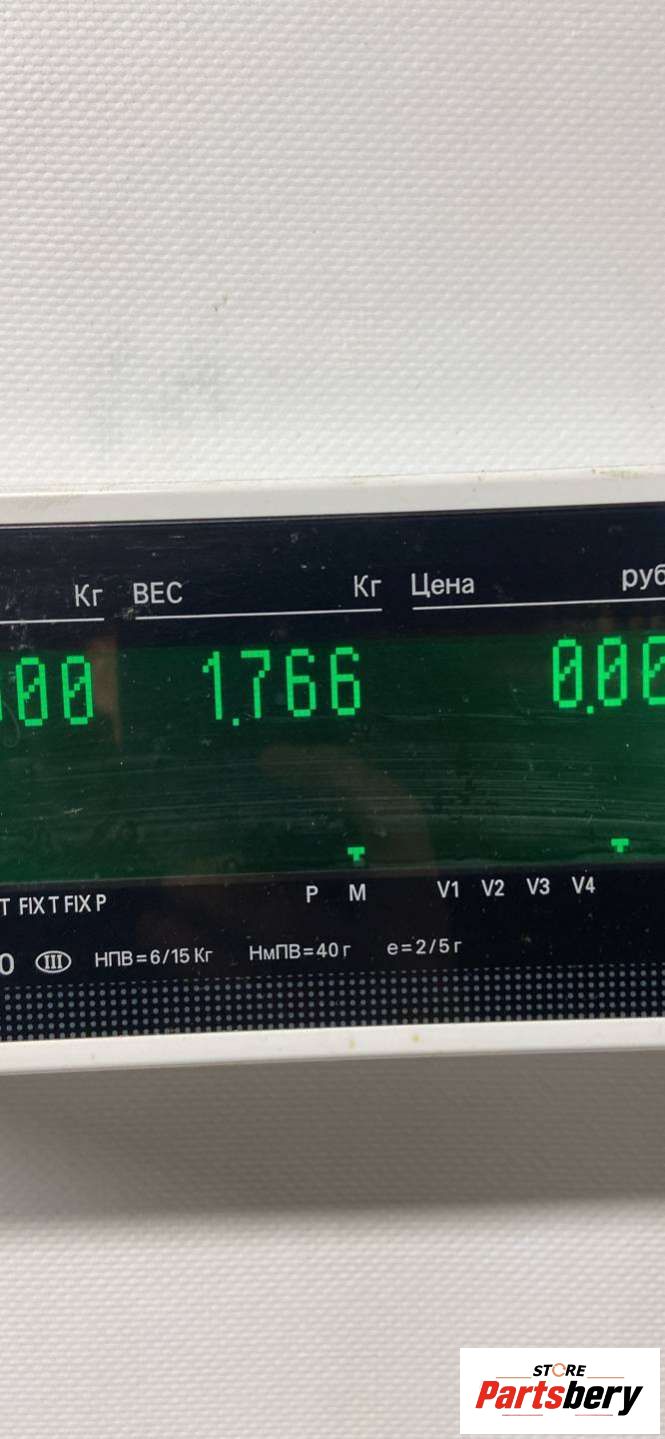 Кг ВЕС Кг Цена руб
00 1.766 0.00
T FIX T FIX P P M V1 V2 V3 V4
III НПВ = 6/15 Кг НмПВ = 40 г e = 2/5 г
STORE
Partsbery